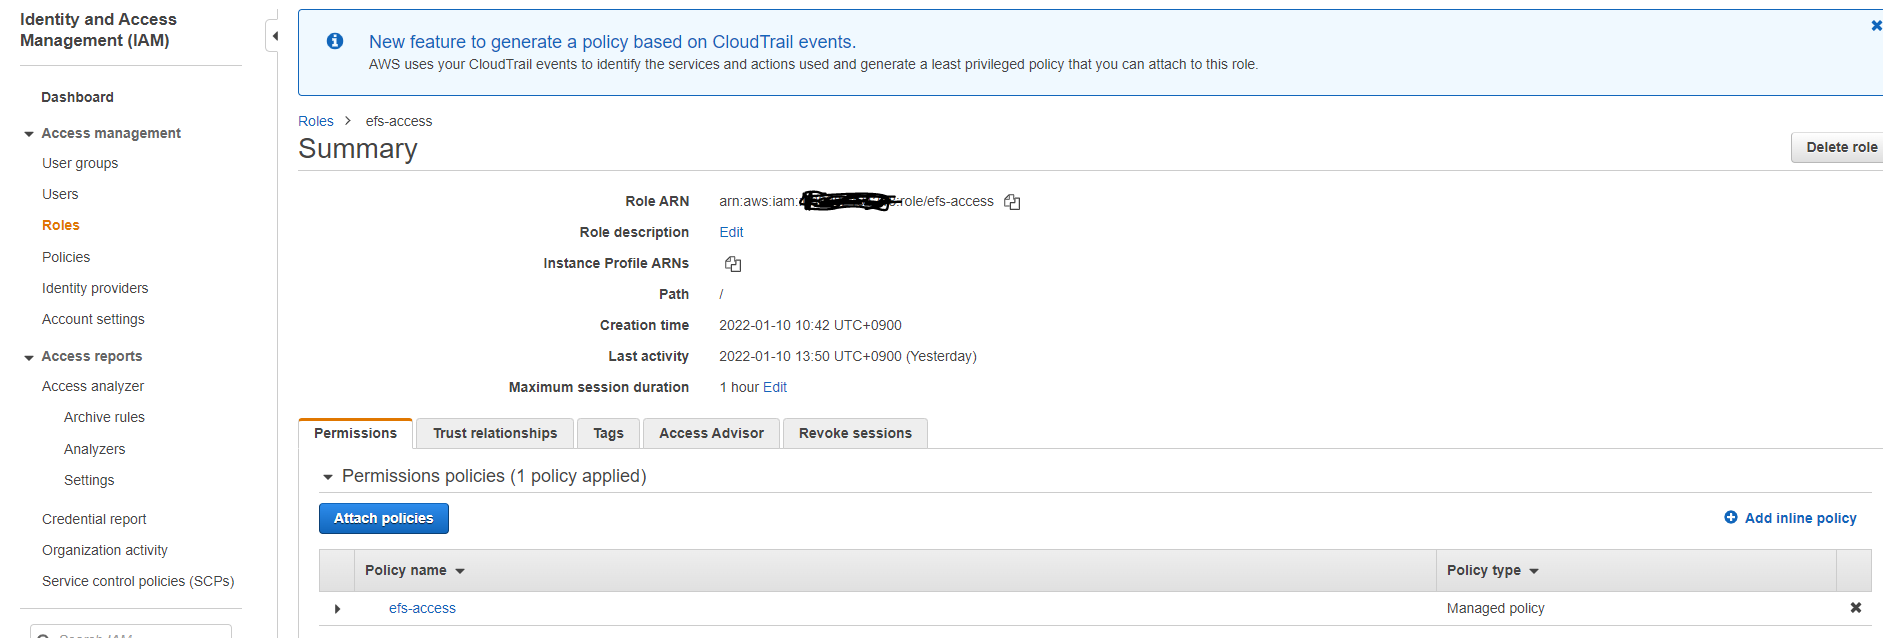 Identity and Access
Management (IAM)
Dashboard
Access management
User groups
Users
Roles
Policies
Identity providers
Account settings
Access reports
Access analyzer
Archive rules
Analyzers
Settings
Credential report
Organization activity
Service control policies (SCPs)
Search IAM
New feature to generate a policy based on CloudTrail events.
AWS uses your CloudTrail events to identify the services and actions used and generate a least privileged policy that you can attach to this role.
Roles > efs-access
Summary
Delete role
Role ARN arn:aws:iam: :role/efs-access
Role description Edit
Instance Profile ARNs
Path /
Creation time 2022-01-10 10:42 UTC+0900
Last activity 2022-01-10 13:50 UTC+0900 (Yesterday)
Maximum session duration 1 hour Edit
Permissions Trust relationships Tags Access Advisor Revoke sessions
Permissions policies (1 policy applied)
Attach policies Add inline policy
Policy name Policy type
efs-access Managed policy